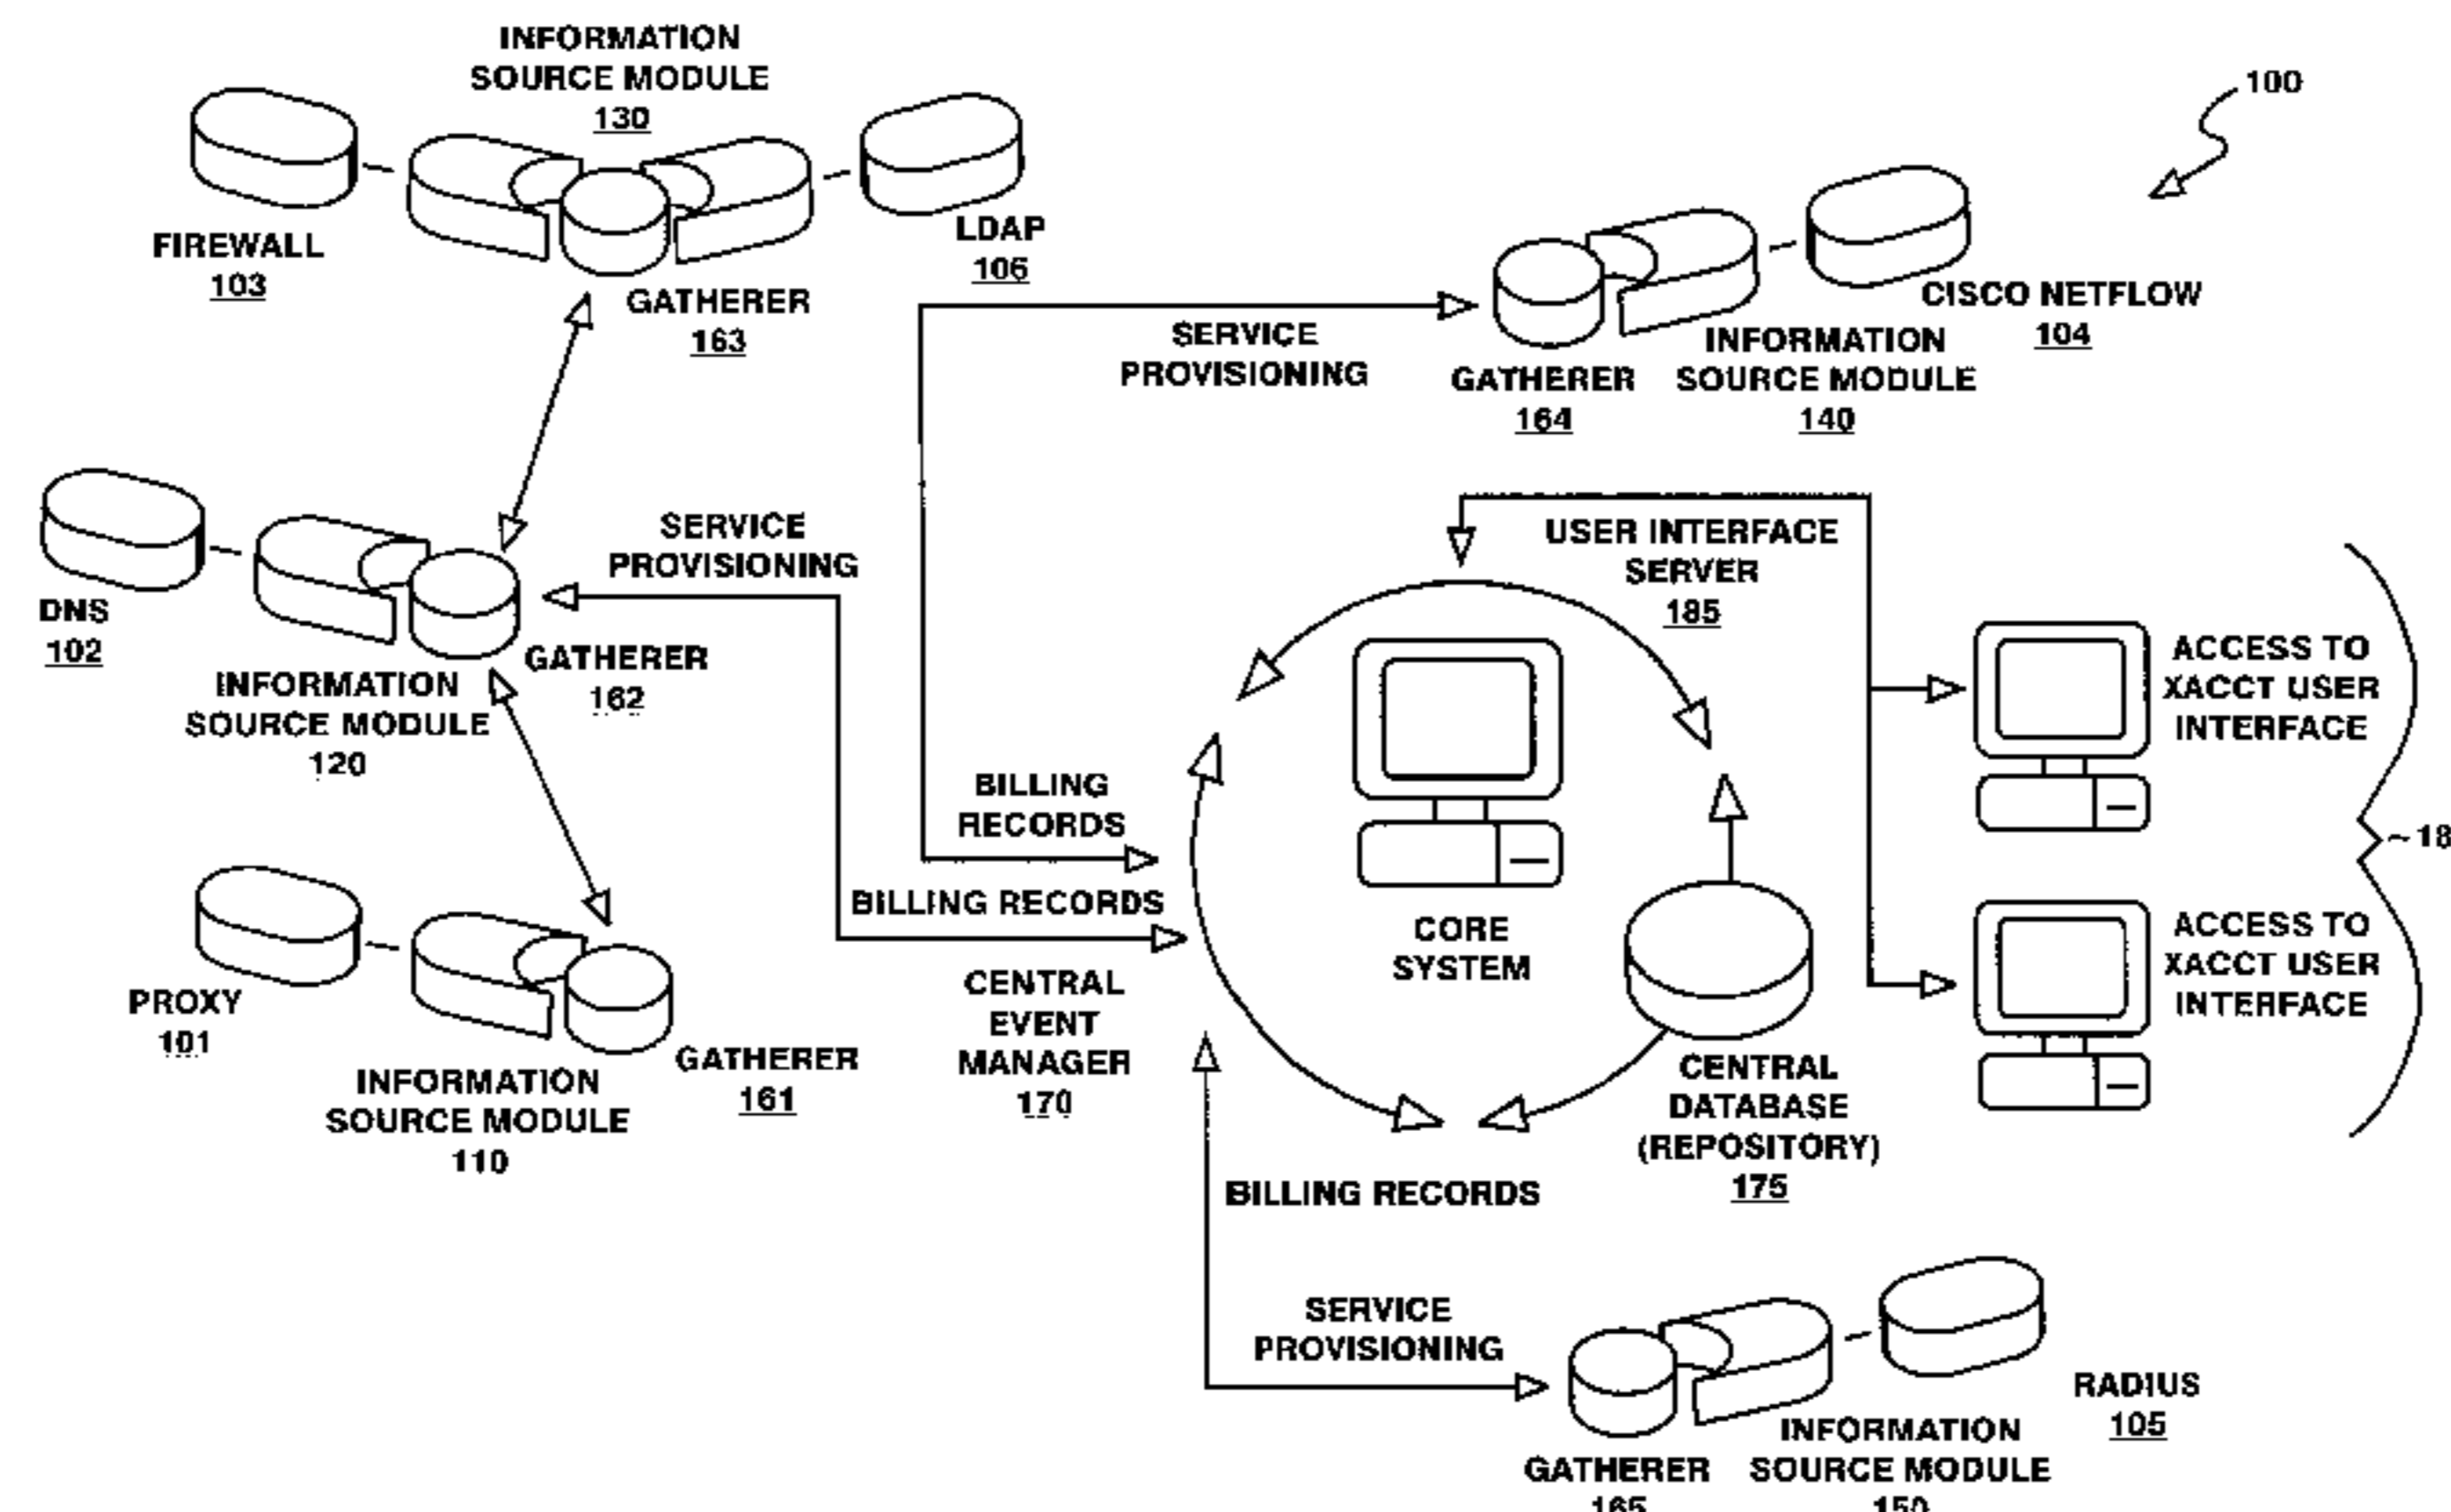 INFORMATION
SOURCE MODULE
130
100
FIREWALL
103
LDAP
106
GATHERER
163
CISCO NETFLOW
104
SERVICE
PROVISIONING
GATHERER
164
INFORMATION
SOURCE MODULE
140
DNS
102
SERVICE
PROVISIONING
GATHERER
162
INFORMATION
SOURCE MODULE
120
USER INTERFACE
SERVER
185
ACCESS TO
XACCT USER
INTERFACE
18
BILLING
RECORDS
BILLING RECORDS
CORE
SYSTEM
ACCESS TO
XACCT USER
INTERFACE
PROXY
101
GATHERER
161
INFORMATION
SOURCE MODULE
110
CENTRAL
EVENT
MANAGER
170
CENTRAL
DATABASE
(REPOSITORY)
175
BILLING RECORDS
SERVICE
PROVISIONING
RADIUS
105
GATHERER
165
INFORMATION
SOURCE MODULE
150